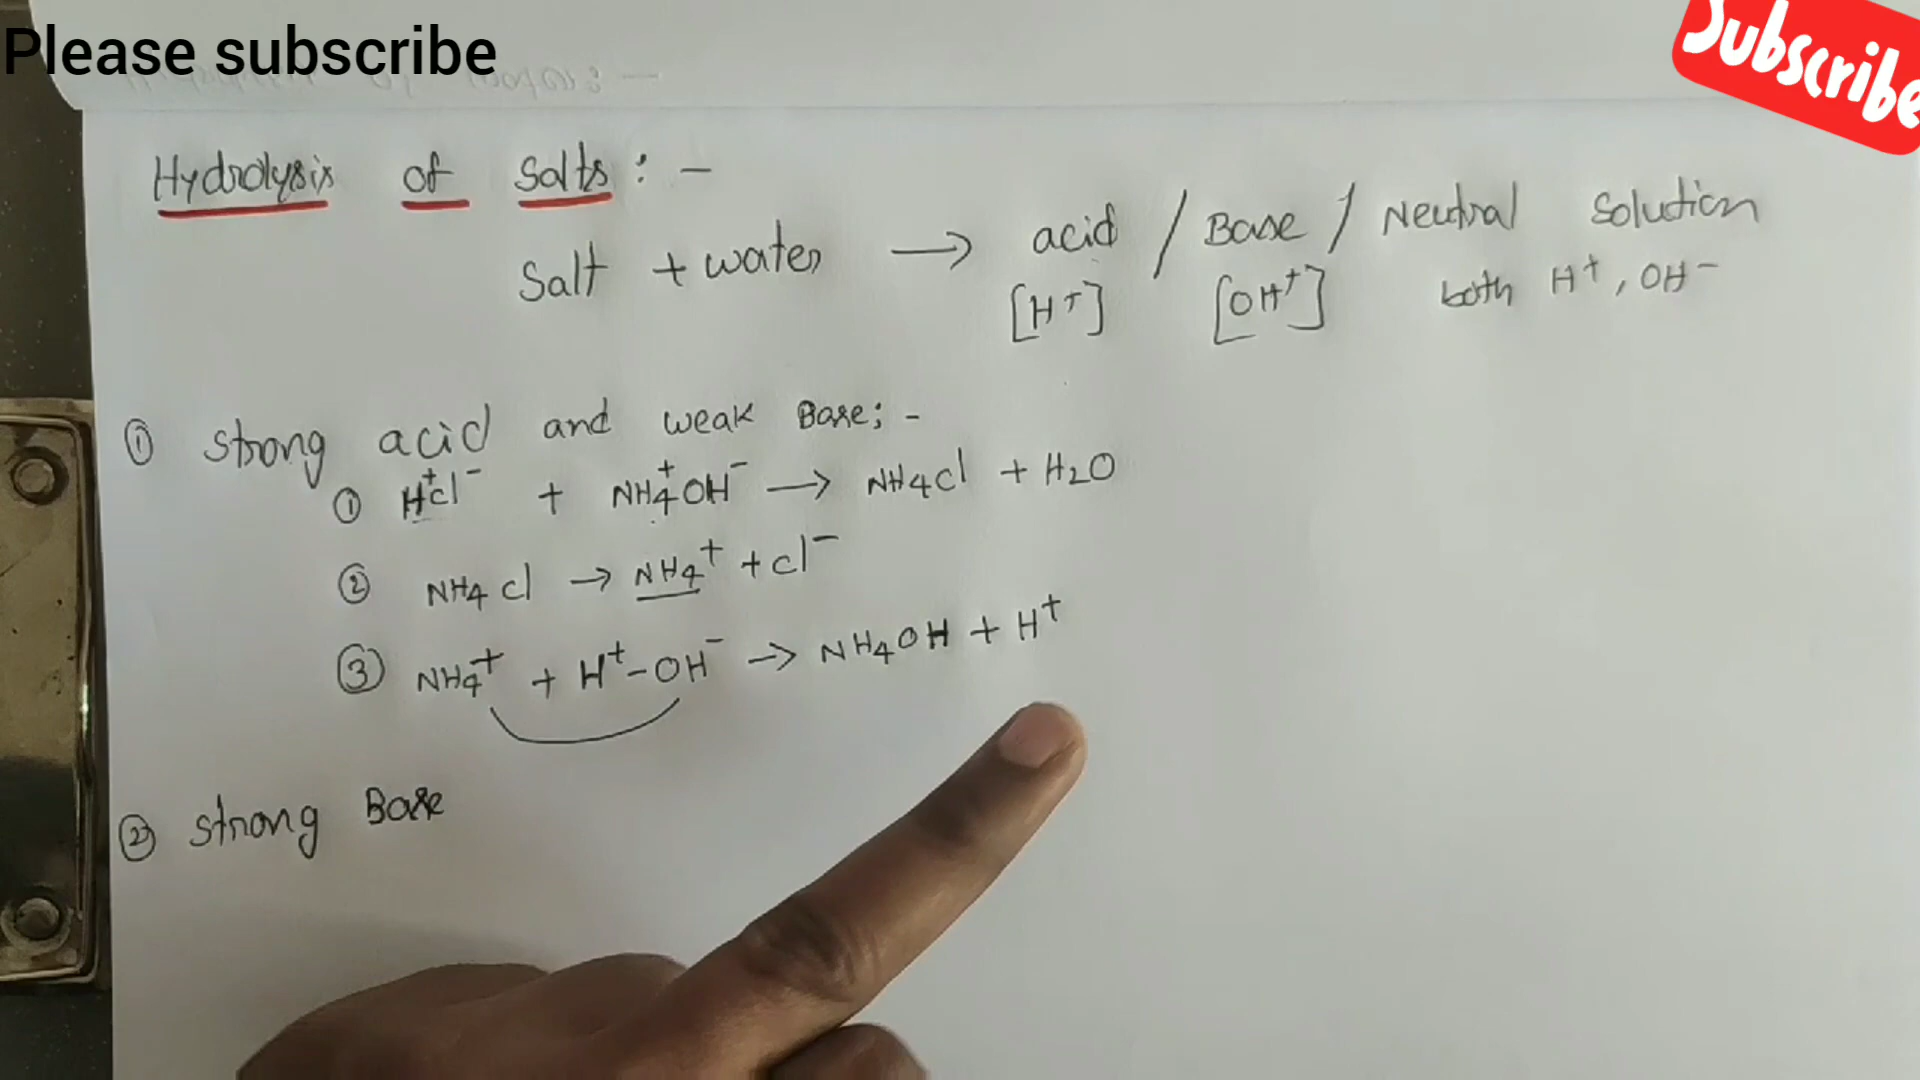 Please subscribe
Subscribe
Hydrolysis of Salts : -
Salt + water → acid / Base / Neutral Solution
[H+] [OH+] both H+, OH-
① strong acid and weak Base; -
① H+Cl- + NH4+OH- → NH4Cl + H2O
② NH4Cl → NH4+ + Cl-
③ NH4+ + H+-OH- → NH4OH + H+
② strong Base